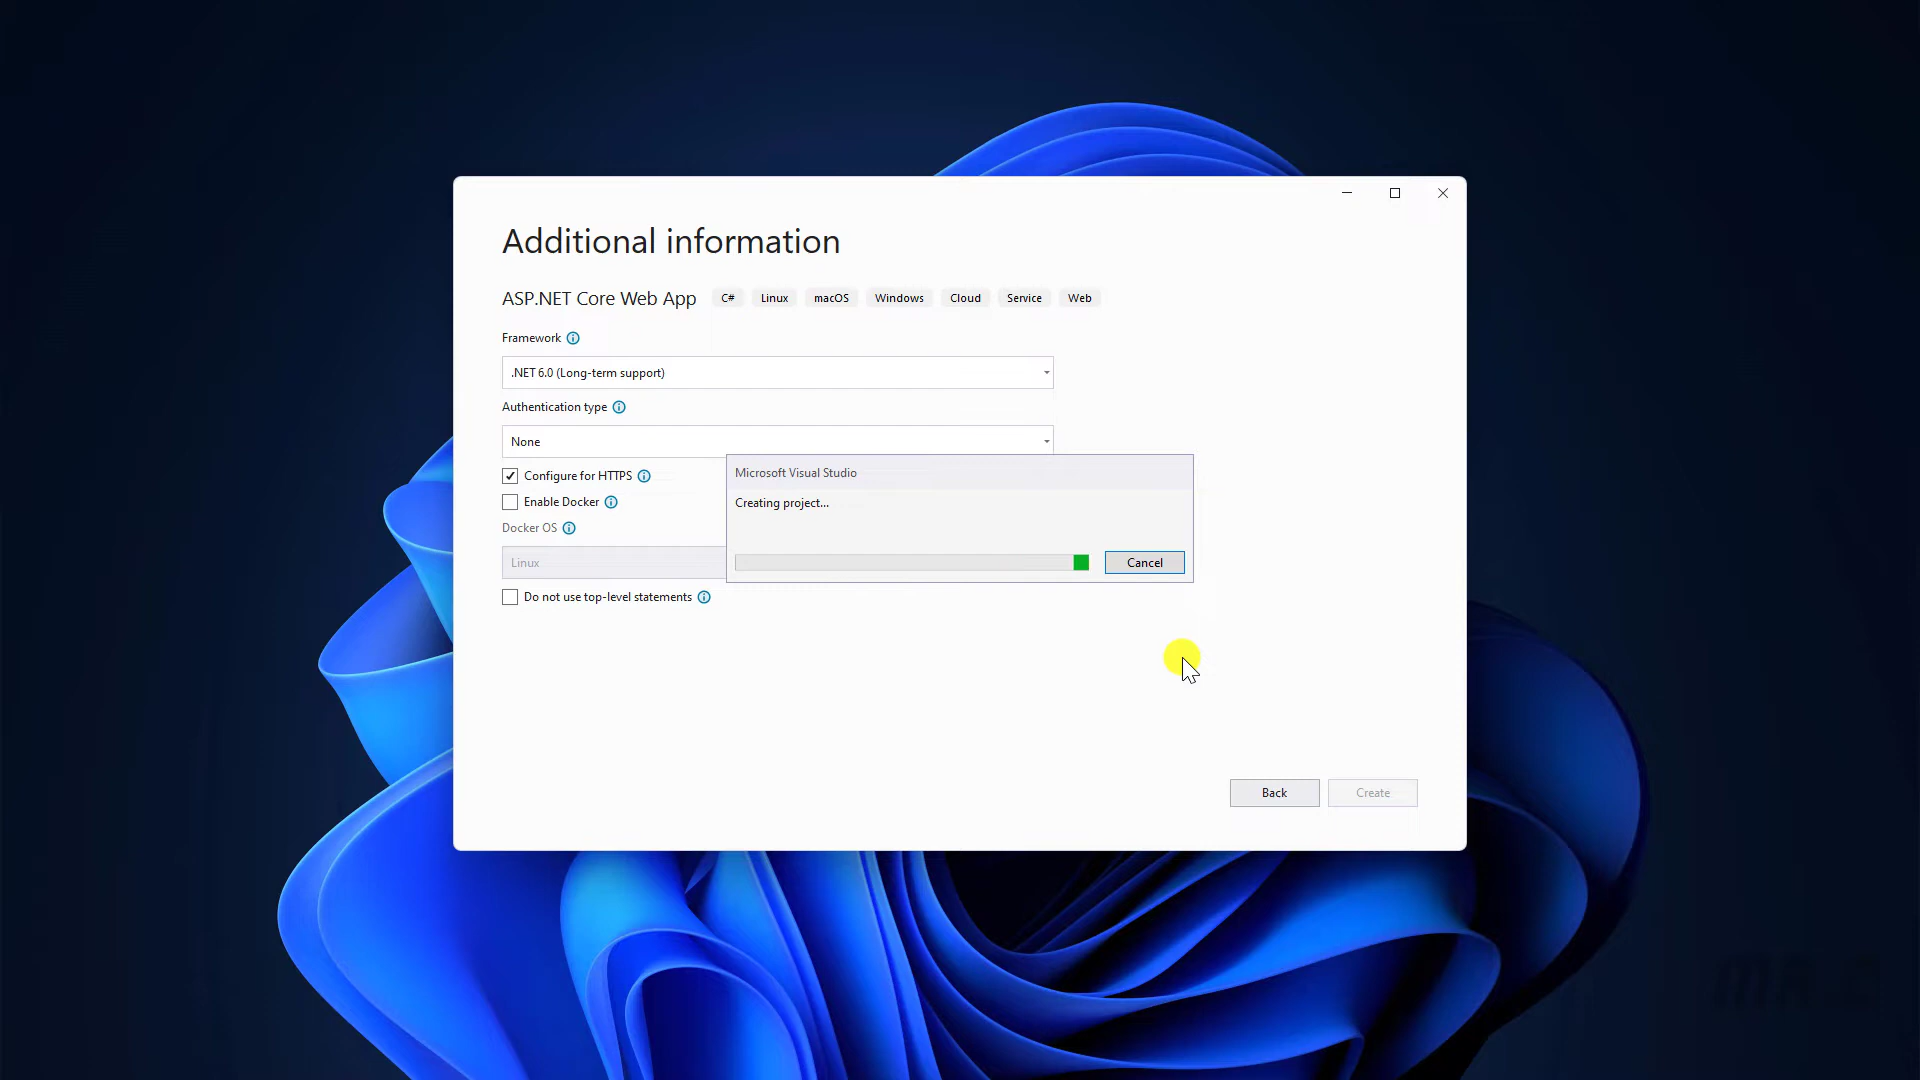 Additional information
ASP.NET Core Web App C# Linux macOS Windows Cloud Service Web
Framework
.NET 6.0 (Long-term support)
Authentication type
None
Configure for HTTPS
Enable Docker
Docker OS
Linux
Do not use top-level statements
Microsoft Visual Studio
Creating project...
Cancel
Back Create